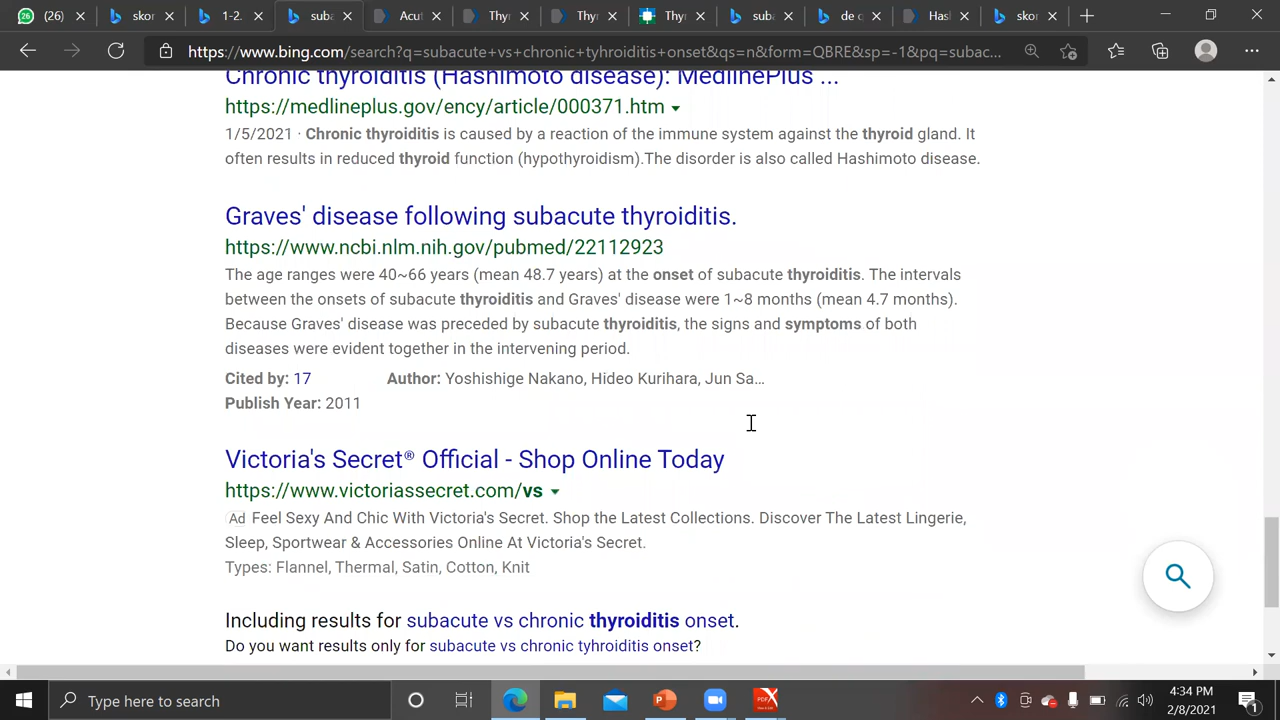 (26)
skor
1-2.
suba
Acut
Thyr
Thyr
Thyr
suba
de q
Hash
skor
https://www.bing.com/search?q=subacute+vs+chronic+tyhroiditis+onset&qs=n&form=QBRE&sp=-1&pq=subac...
Chronic thyroiditis (Hashimoto disease): MedlinePlus ...
https://medlineplus.gov/ency/article/000371.htm
1/5/2021 · Chronic thyroiditis is caused by a reaction of the immune system against the thyroid gland. It
often results in reduced thyroid function (hypothyroidism).The disorder is also called Hashimoto disease.
Graves' disease following subacute thyroiditis.
https://www.ncbi.nlm.nih.gov/pubmed/22112923
The age ranges were 40~66 years (mean 48.7 years) at the onset of subacute thyroiditis. The intervals
between the onsets of subacute thyroiditis and Graves' disease were 1~8 months (mean 4.7 months).
Because Graves' disease was preceded by subacute thyroiditis, the signs and symptoms of both
diseases were evident together in the intervening period.
Cited by: 17 Author: Yoshishige Nakano, Hideo Kurihara, Jun Sa...
Publish Year: 2011
Victoria's Secret® Official - Shop Online Today
https://www.victoriassecret.com/vs
Ad Feel Sexy And Chic With Victoria's Secret. Shop the Latest Collections. Discover The Latest Lingerie,
Sleep, Sportwear & Accessories Online At Victoria's Secret.
Types: Flannel, Thermal, Satin, Cotton, Knit
Including results for subacute vs chronic thyroiditis onset.
Do you want results only for subacute vs chronic tyhroiditis onset?
Type here to search
4:34 PM
2/8/2021
1